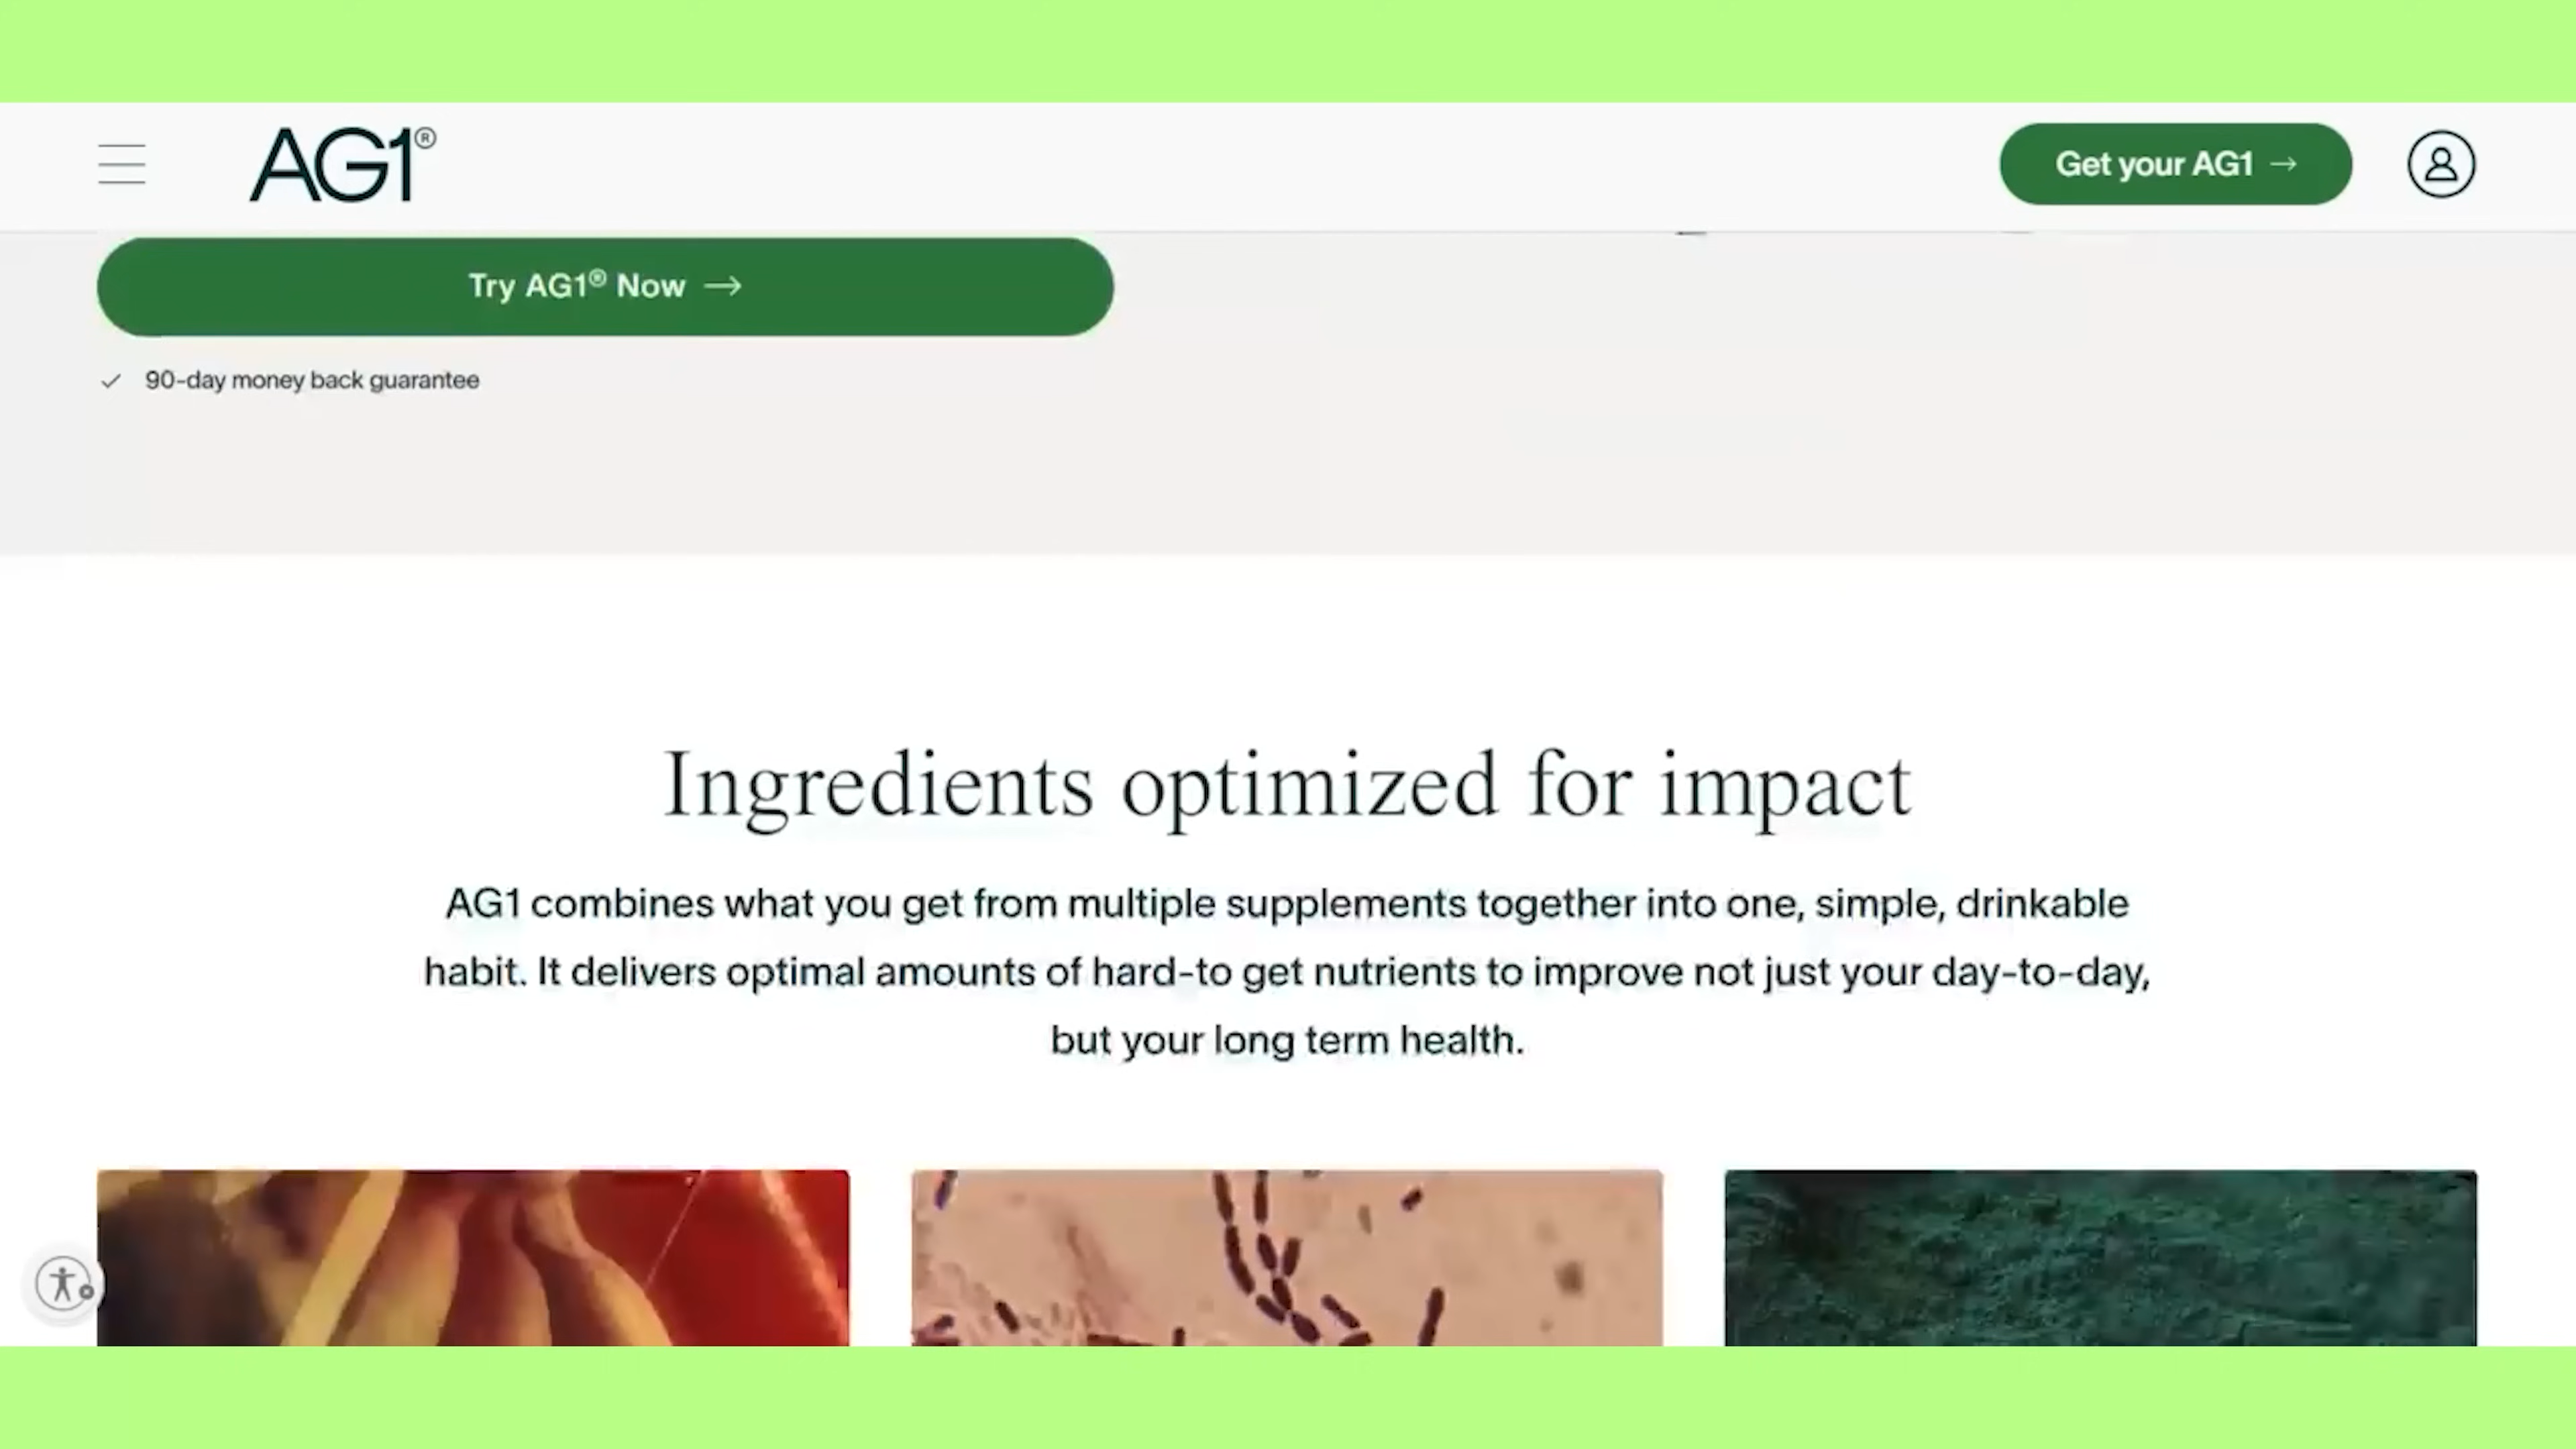 AG1®
Get your AG1 →
Try AG1® Now →
90-day money back guarantee
Ingredients optimized for impact
AG1 combines what you get from multiple supplements together into one, simple, drinkable
habit. It delivers optimal amounts of hard-to get nutrients to improve not just your day-to-day,
but your long term health.